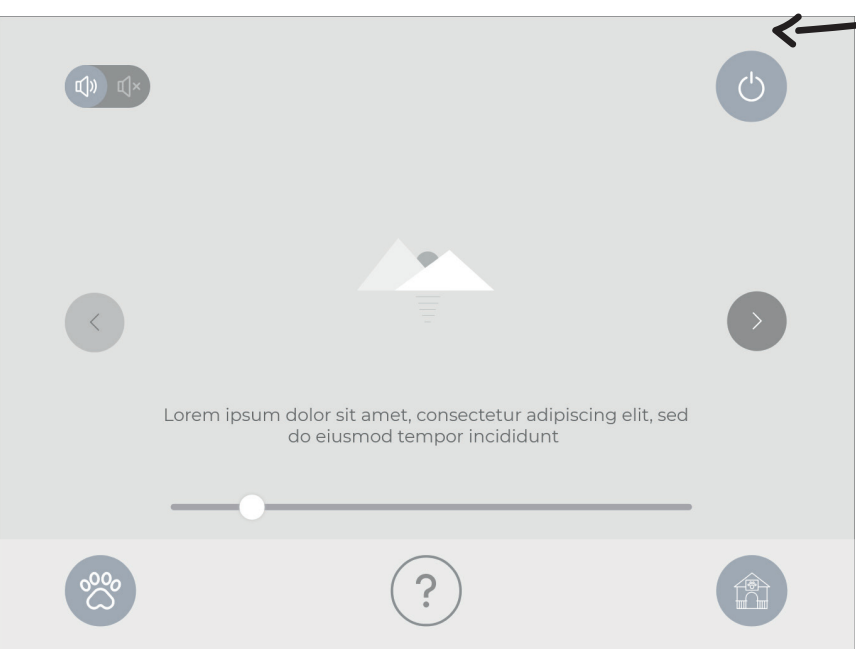 Lorem ipsum dolor sit amet, consectetur adipiscing elit, sed
do eiusmod tempor incididunt
?